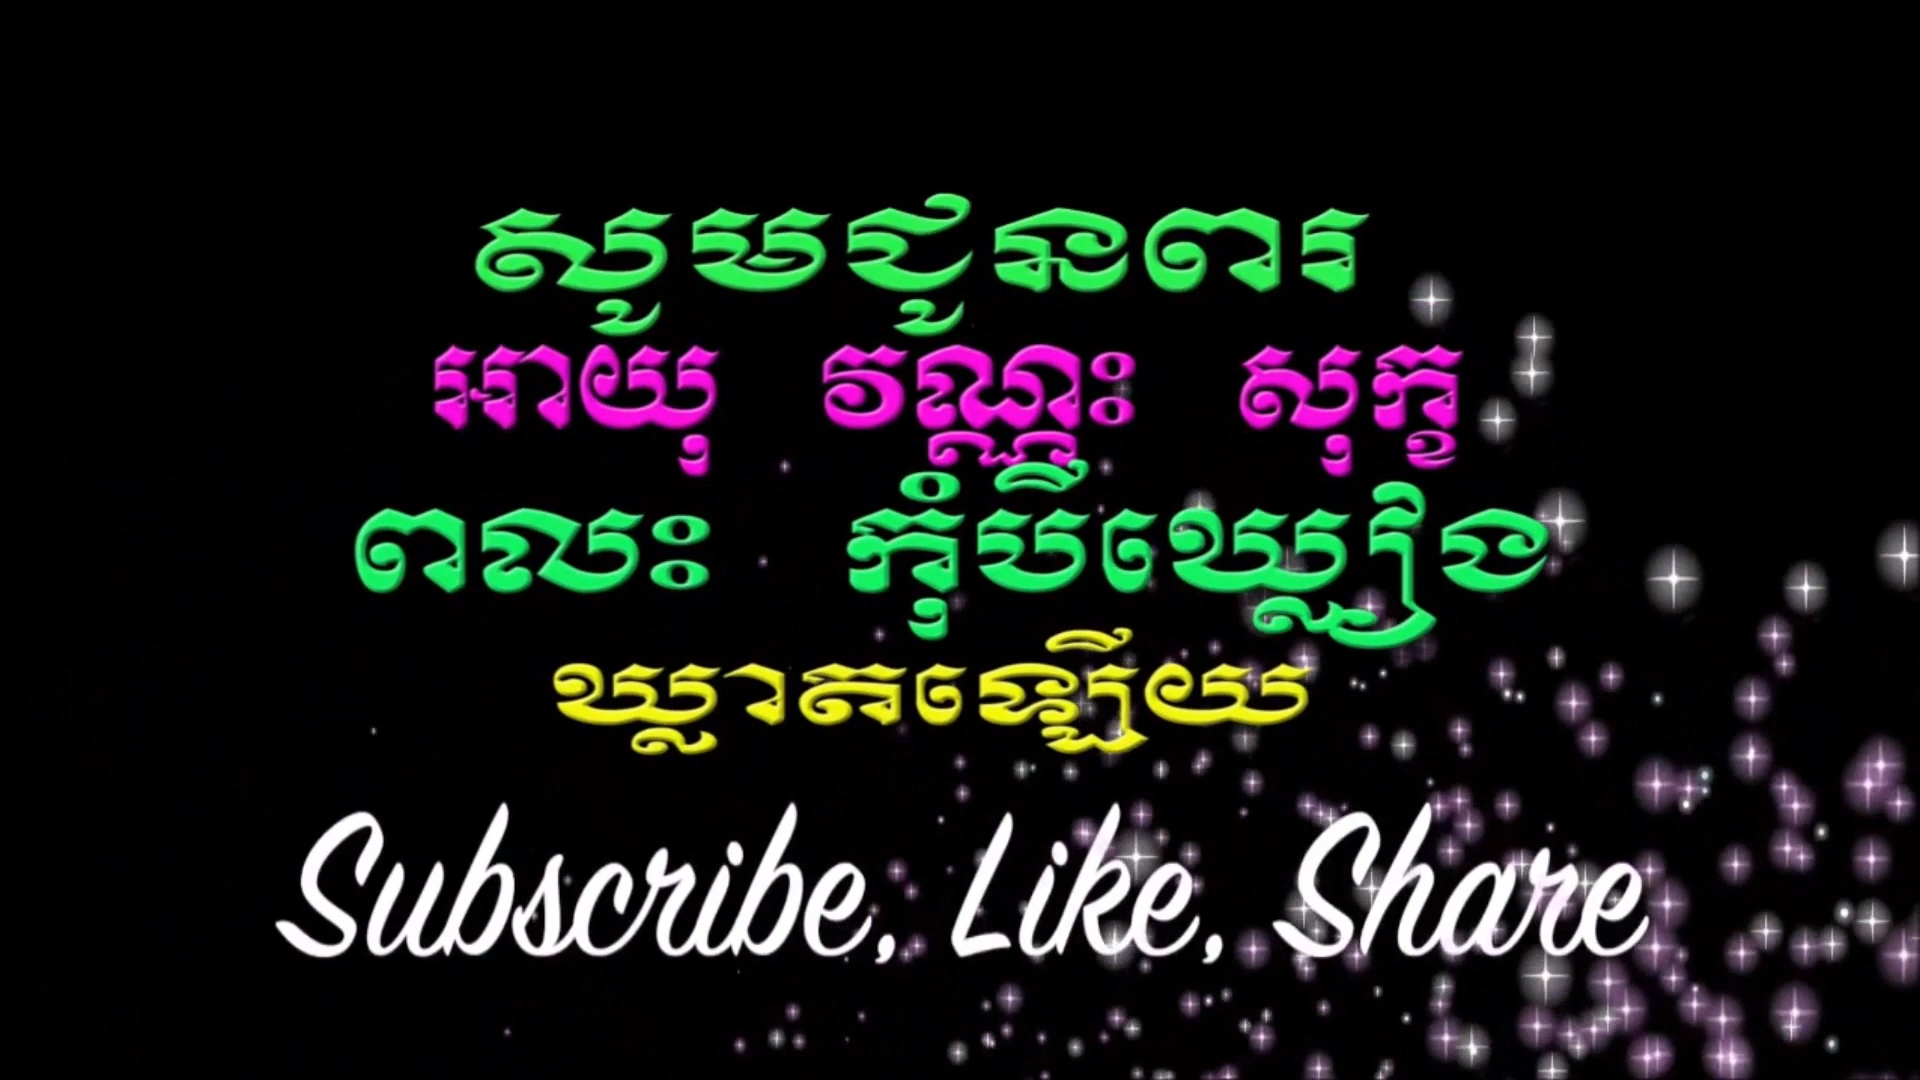 សូមជូនពរ
អាយុ វណ្ណះ សុក្ខ
ពលះ កុំបីឃ្លៀង
ឃ្លាតឡើយ
Subscribe, Like, Share